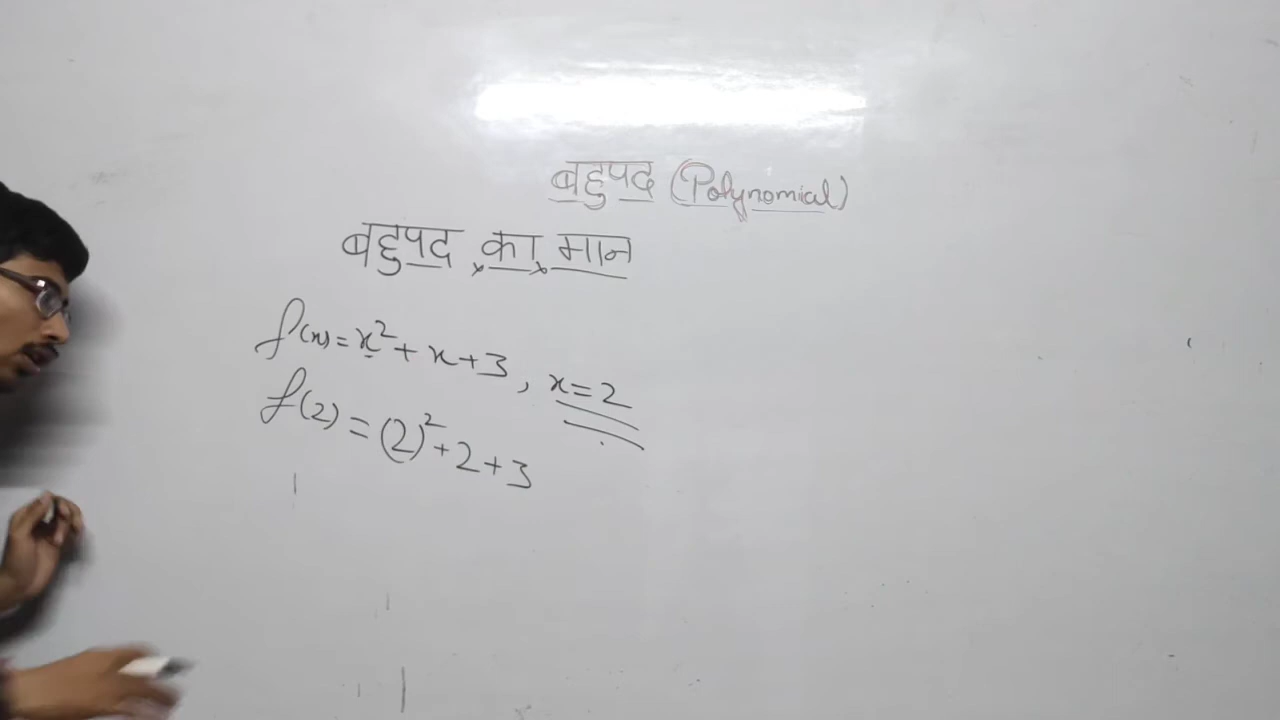 बहुपद (Polynomial)
बहुपद का मान
f(x) = x² + x + 3, x = 2
f(2) = (2)² + 2 + 3